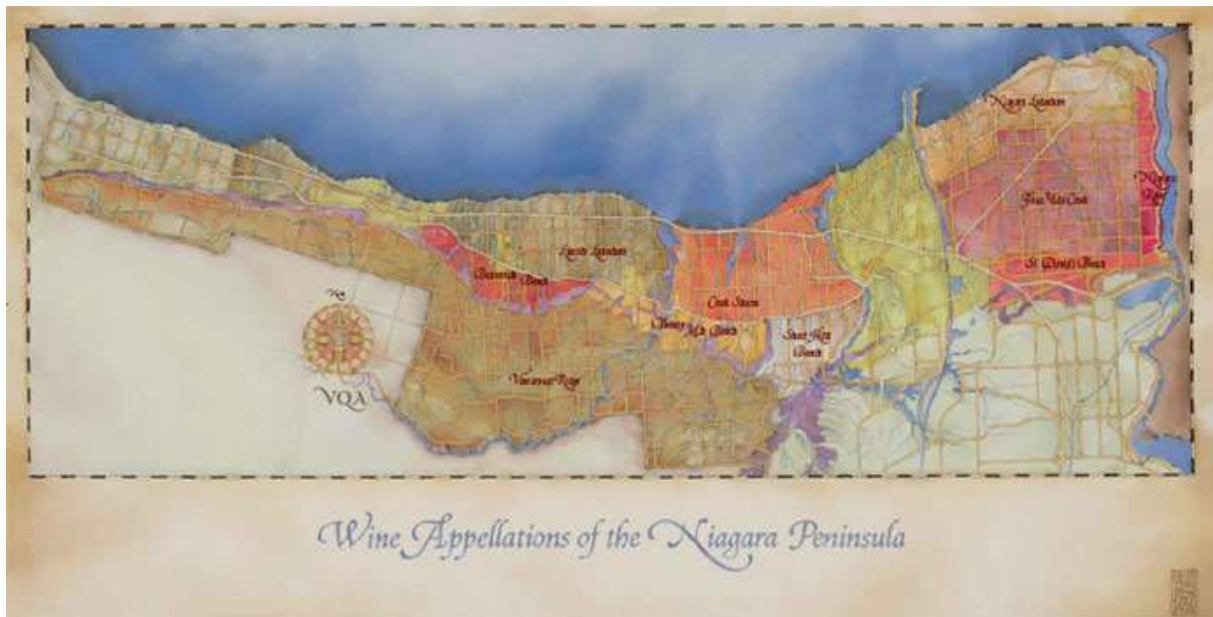 Niagara Lakeshore
Niagara
River
Four Mile Creek
St. David's Bench
Lincoln Lakeshore
Beamsville
Bench
Creek Shores
Twenty
Mile Bench
Short Hills
Bench
Vinemount Ridge
VQA
Wine Appellations of the Niagara Peninsula